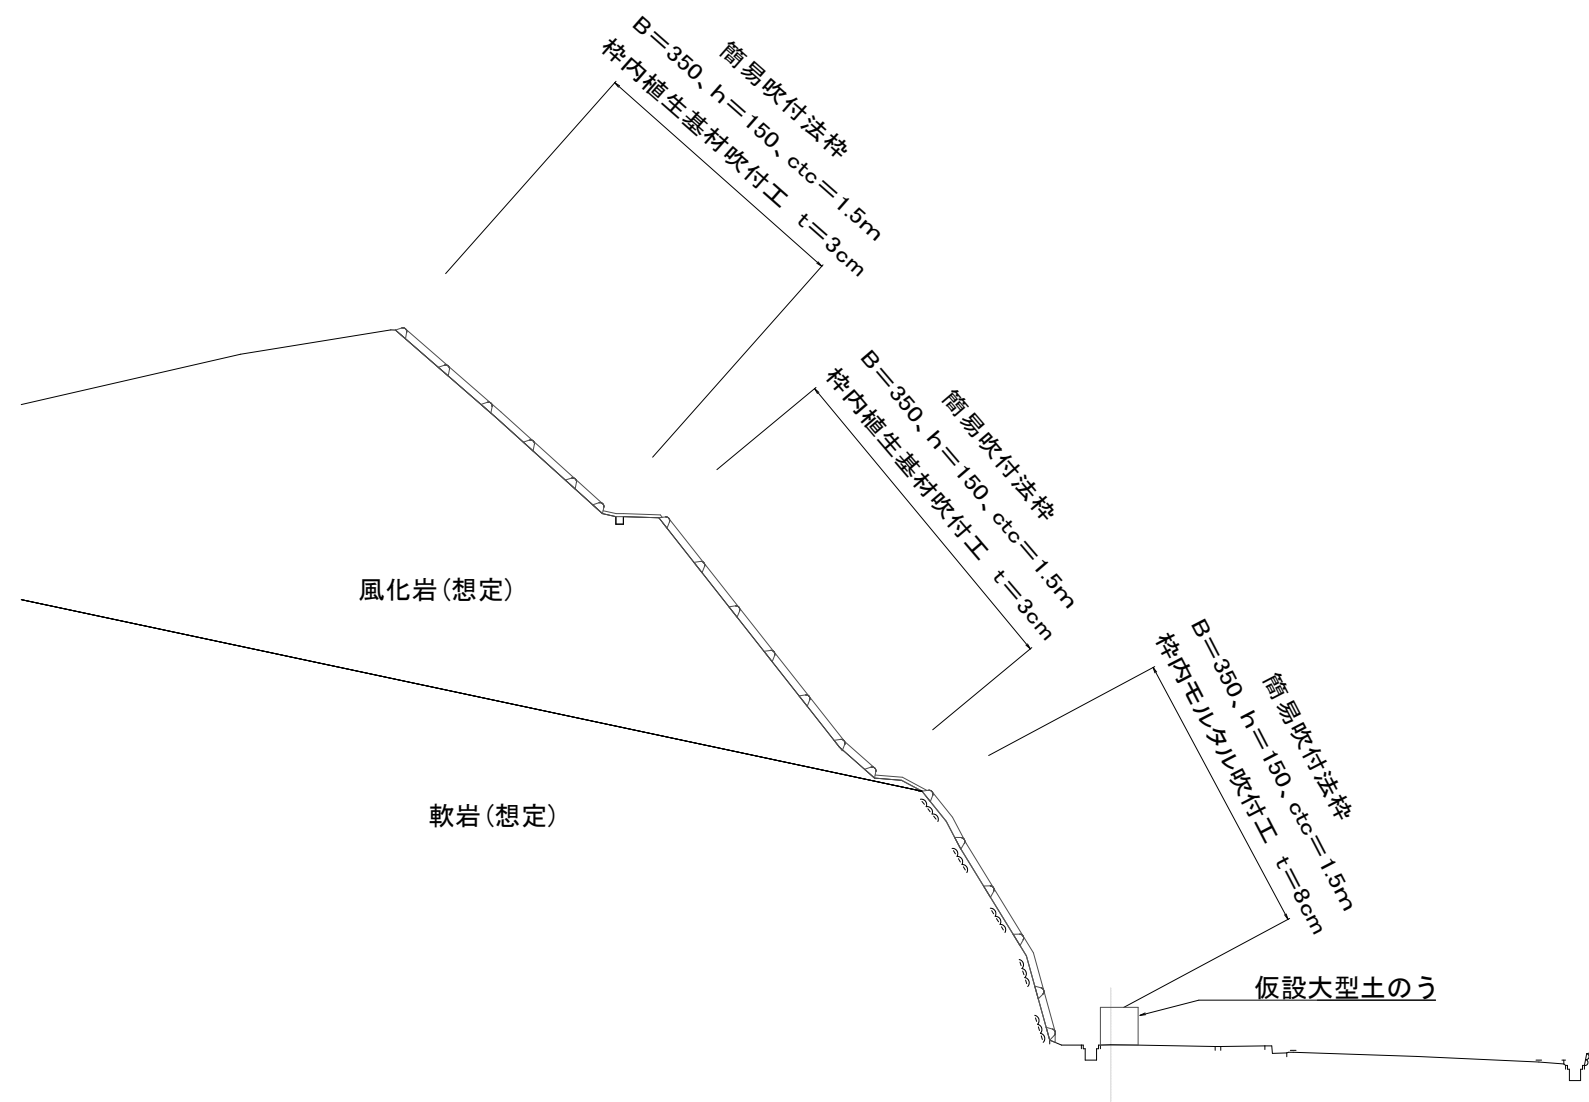 簡易吹付法枠
B=350、h=150、ctc=1.5m
枠内植生基材吹付工 t=3cm
簡易吹付法枠
B=350、h=150、ctc=1.5m
枠内植生基材吹付工 t=3cm
簡易吹付法枠
B=350、h=150、ctc=1.5m
枠内モルタル吹付工 t=8cm
風化岩(想定)
軟岩(想定)
仮設大型土のう